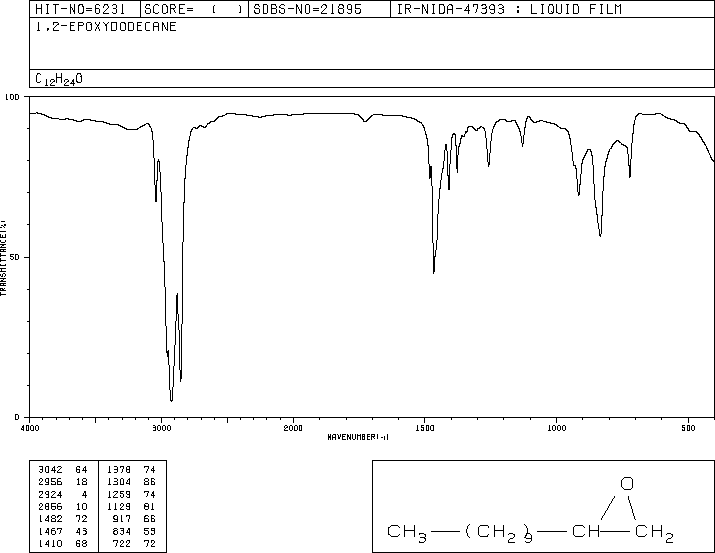 HIT-NO=6231 SCORE= ( ) SDBS-NO=21895 IR-NIDA-47393 : LIQUID FILM
1,2-EPOXYDODECANE
C12H24O
100
50
0
TRANSMITTANCE(%)
4000 3000 2000 1500 1000 500
WAVENUMBER(-1)
3042 64 1378 74
2956 18 1304 86
2924 4 1259 74
2856 10 1129 81
1482 72 917 66
1467 43 834 55
1410 68 722 72
O
CH3 (CH2)9 CH CH2